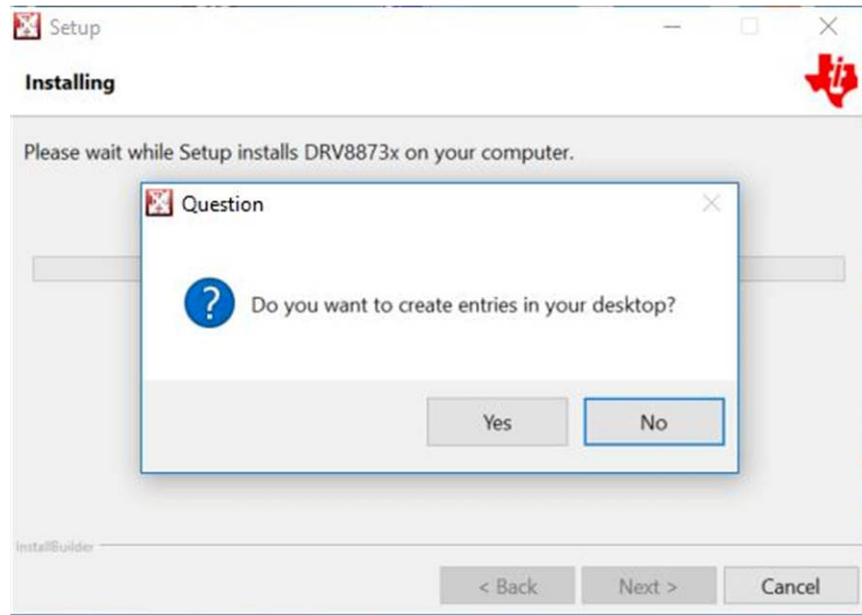 Setup
Installing
Please wait while Setup installs DRV8873x on your computer.
Question
Do you want to create entries in your desktop?
Yes
No
InstallBuilder
< Back
Next >
Cancel